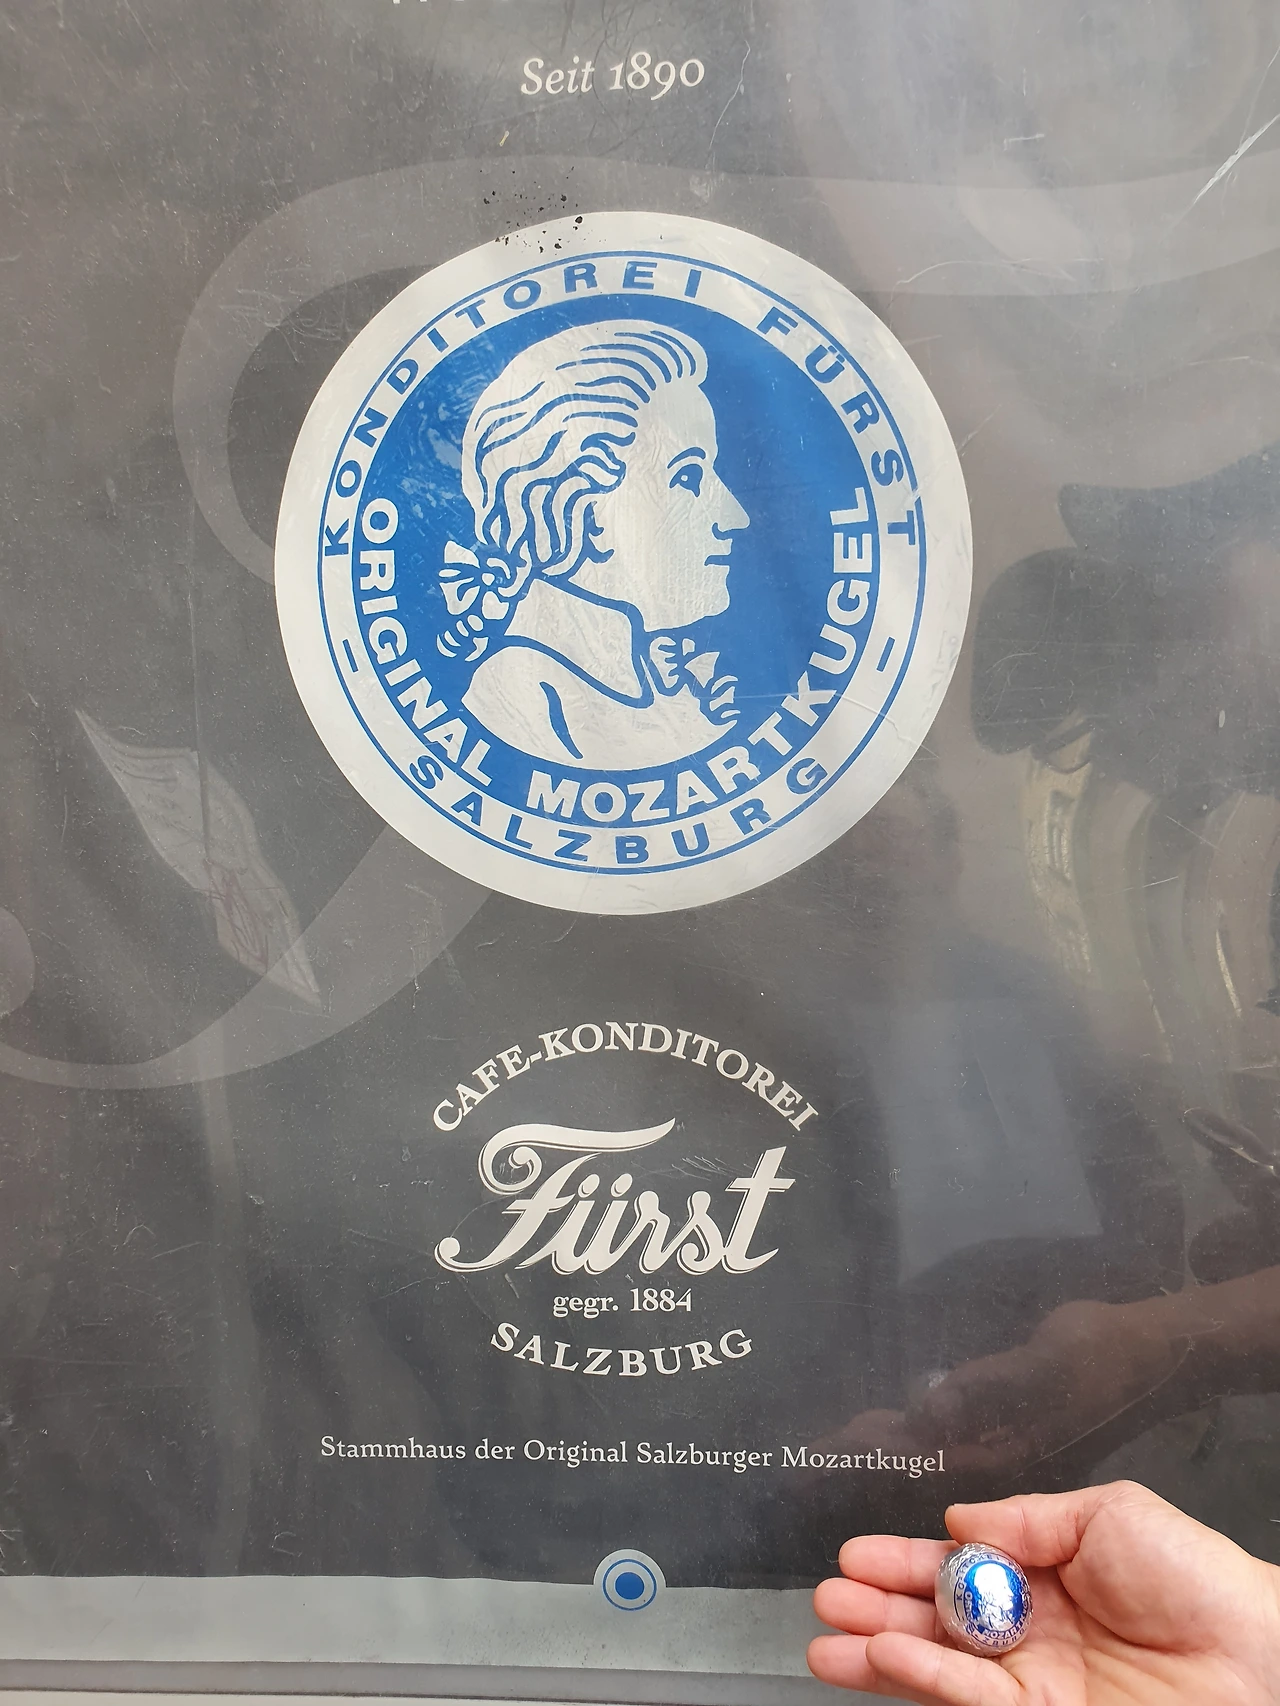 Seit 1890
KONDITOREI FÜRST
ORIGINAL MOZARTKUGEL
– SALZBURG –
CAFE-KONDITOREI
Fürst
gegr. 1884
SALZBURG
Stammhaus der Original Salzburger Mozartkugel